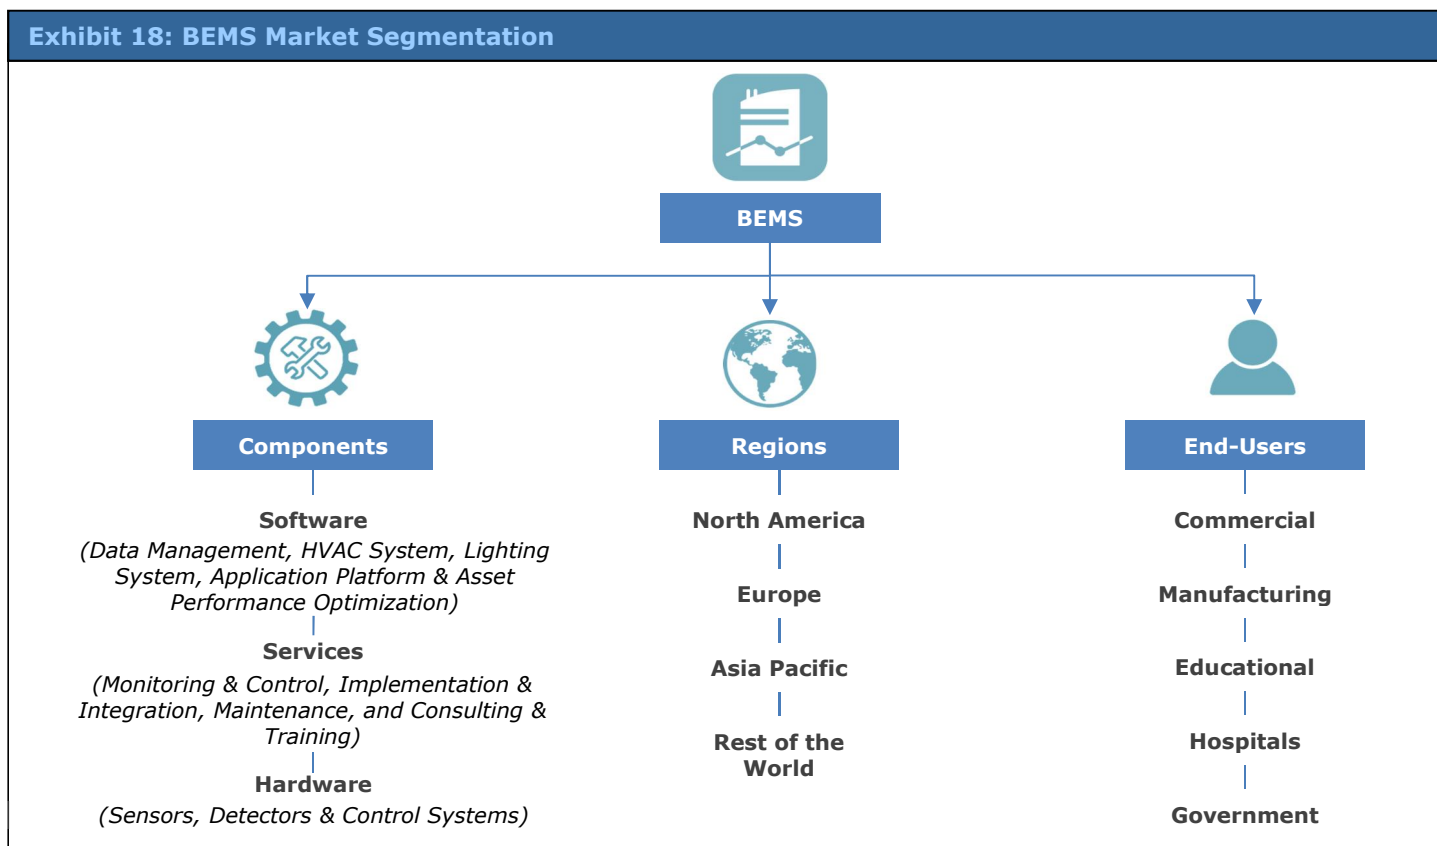 Exhibit 18: BEMS Market Segmentation
BEMS
Components
Software
(Data Management, HVAC System, Lighting
System, Application Platform & Asset
Performance Optimization)
Services
(Monitoring & Control, Implementation &
Integration, Maintenance, and Consulting &
Training)
Hardware
(Sensors, Detectors & Control Systems)
Regions
North America
Europe
Asia Pacific
Rest of the
World
End-Users
Commercial
Manufacturing
Educational
Hospitals
Government